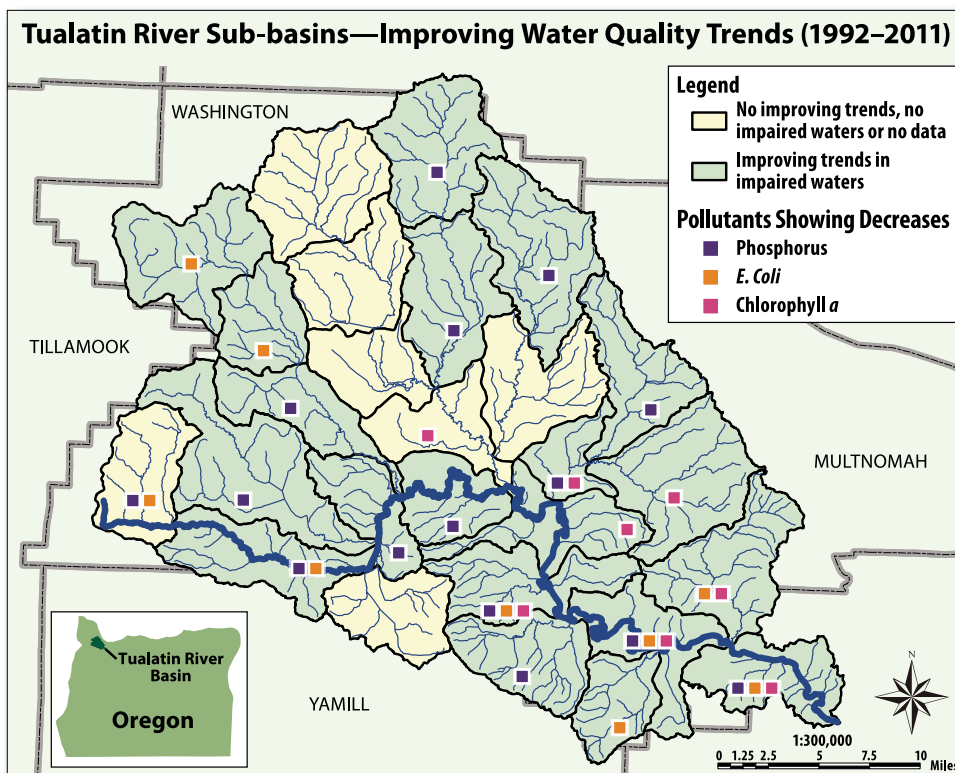 Tualatin River Sub-basins—Improving Water Quality Trends (1992–2011)
WASHINGTON
Legend
No improving trends, no
impaired waters or no data
Improving trends in
impaired waters
Pollutants Showing Decreases
Phosphorus
E. Coli
Chlorophyll a
TILLAMOOK
MULTNOMAH
Tualatin River
Basin
Oregon
YAMILL
N
1:300,000
0 1.25 2.5 5 7.5 10
Miles